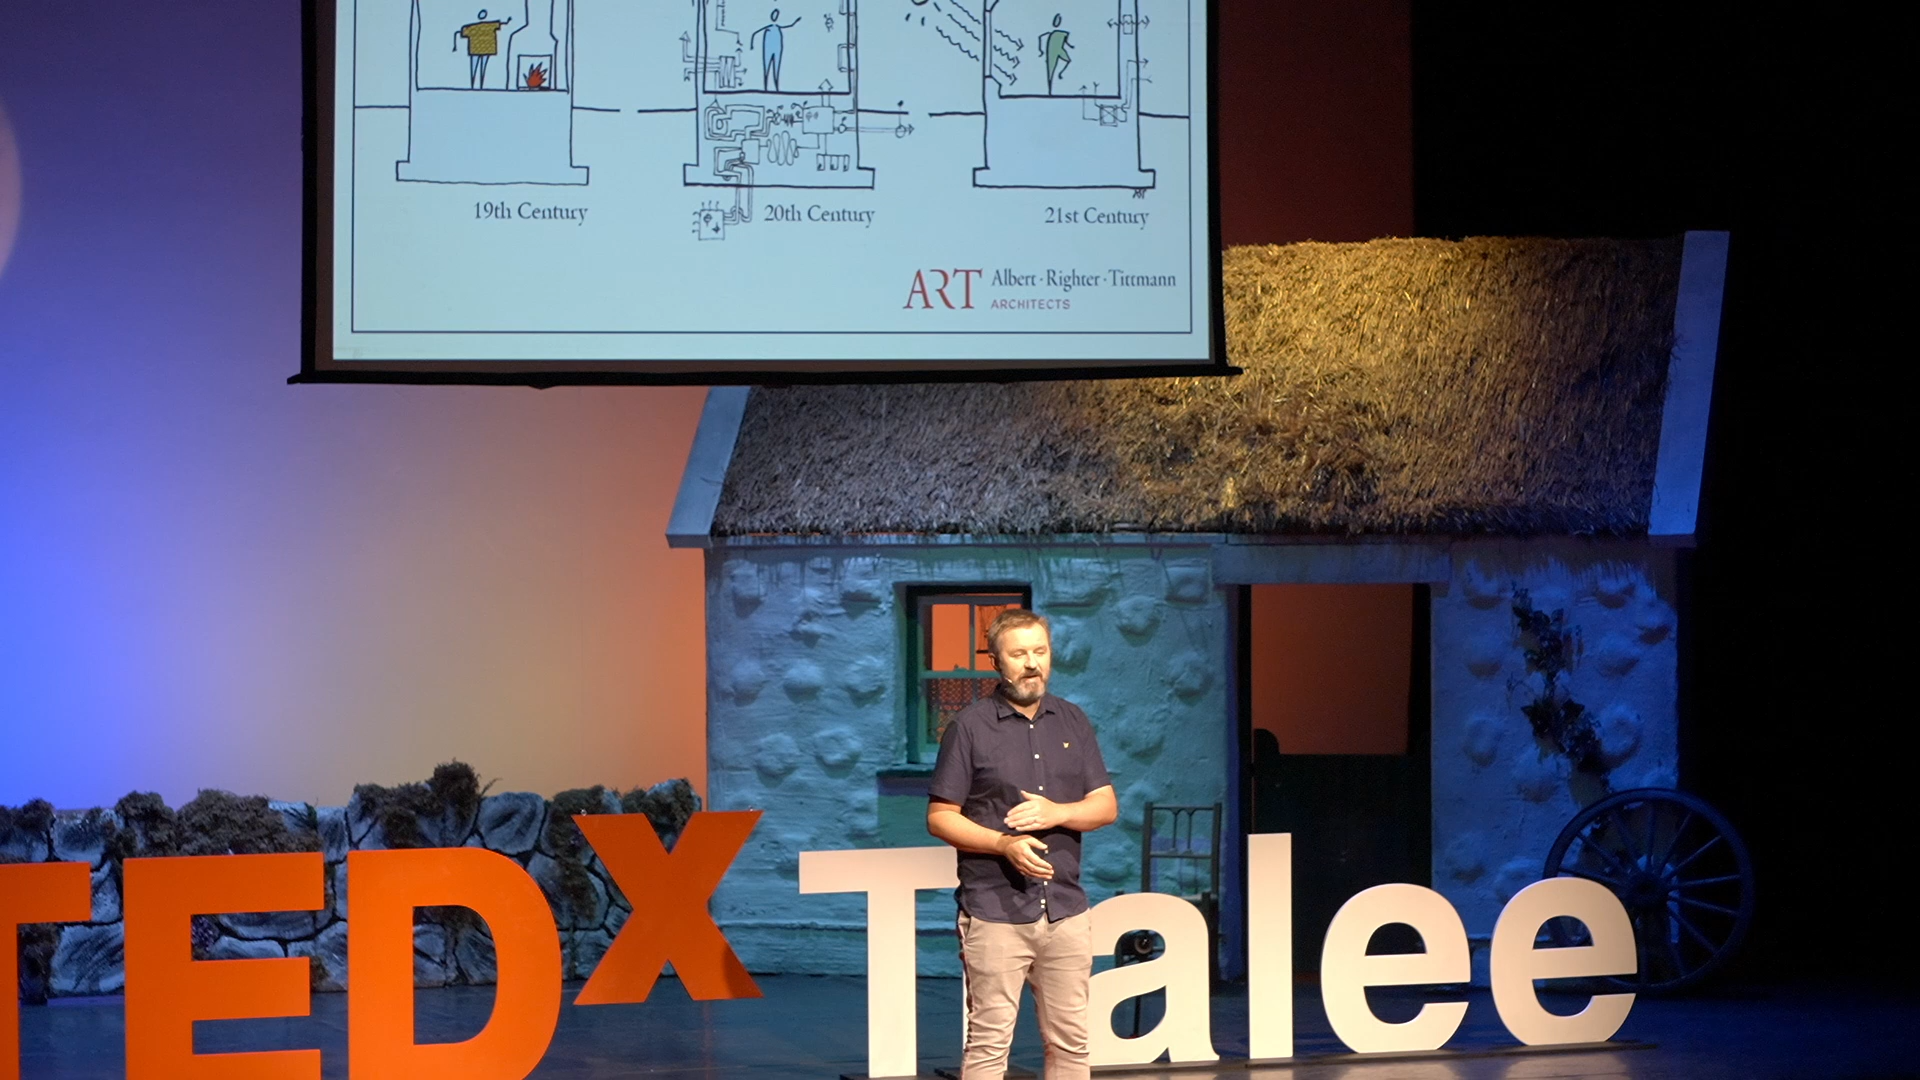 19th Century
20th Century
21st Century
ART Albert · Righter · Tittmann
ARCHITECTS
TEDx Tralee